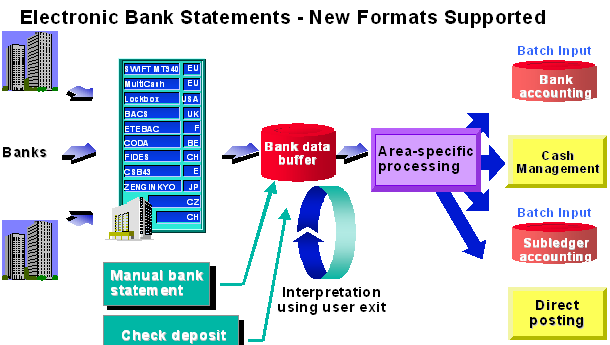 Electronic Bank Statements - New Formats Supported
Banks
SWIFT MT940 EU
MultiCash EU
Lockbox USA
BACS UK
ETEBAC F
CODA BE
FIDES CH
CSB43 E
ZENGINKYO JP
CZ
CH
Manual bank
statement
Check deposit
Bank data
buffer
Interpretation
using user exit
Area-specific
processing
Batch Input
Bank
accounting
Cash
Management
Batch Input
Subledger
accounting
Direct
posting